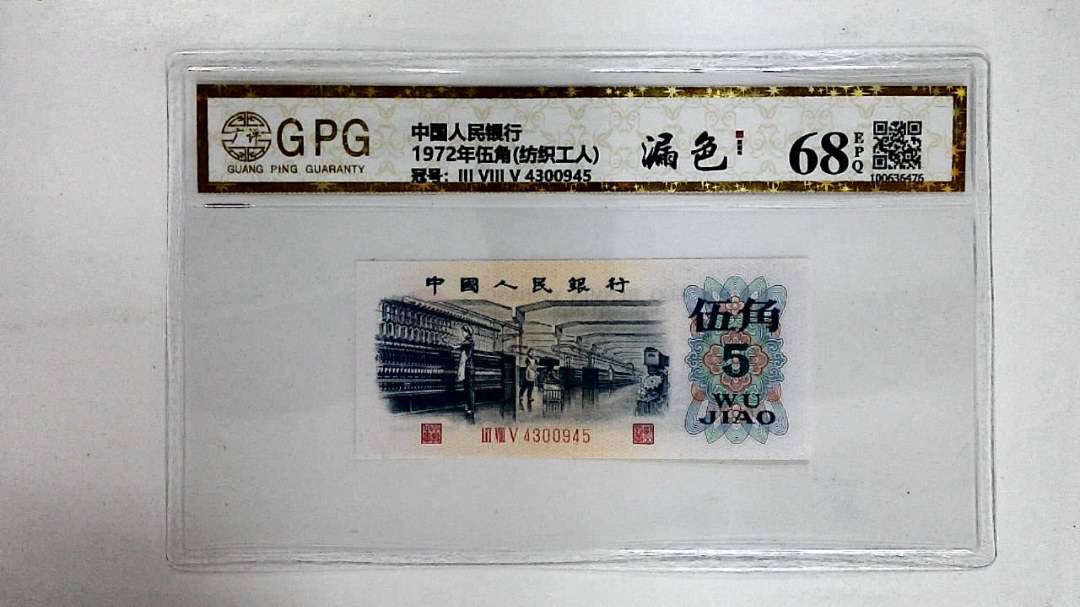 广评
GPG
GUANG PING GUARANTY
中国人民银行
1972年伍角(纺织工人)
冠号: III VIII V 4300945
漏色
68
EPQ
100636476
中國人民銀行
伍角
5
WU
JIAO
III VIII V 4300945